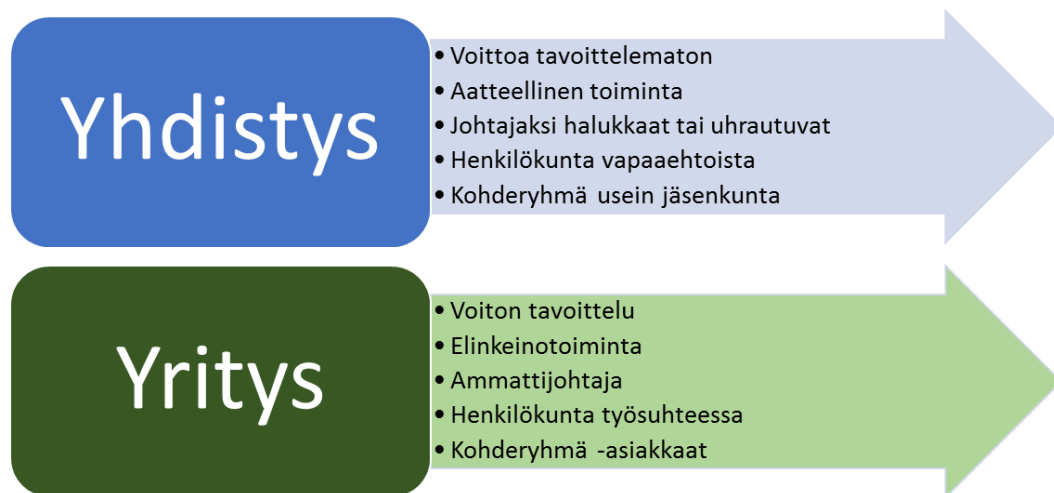 Yhdistys
• Voittoa tavoittelematon
• Aatteellinen toiminta
• Johtajaksi halukkaat tai uhrautuvat
• Henkilökunta vapaaehtoista
• Kohderyhmä usein jäsenkunta
Yritys
• Voiton tavoittelu
• Elinkeinotoiminta
• Ammattijohtaja
• Henkilökunta työsuhteessa
• Kohderyhmä -asiakkaat